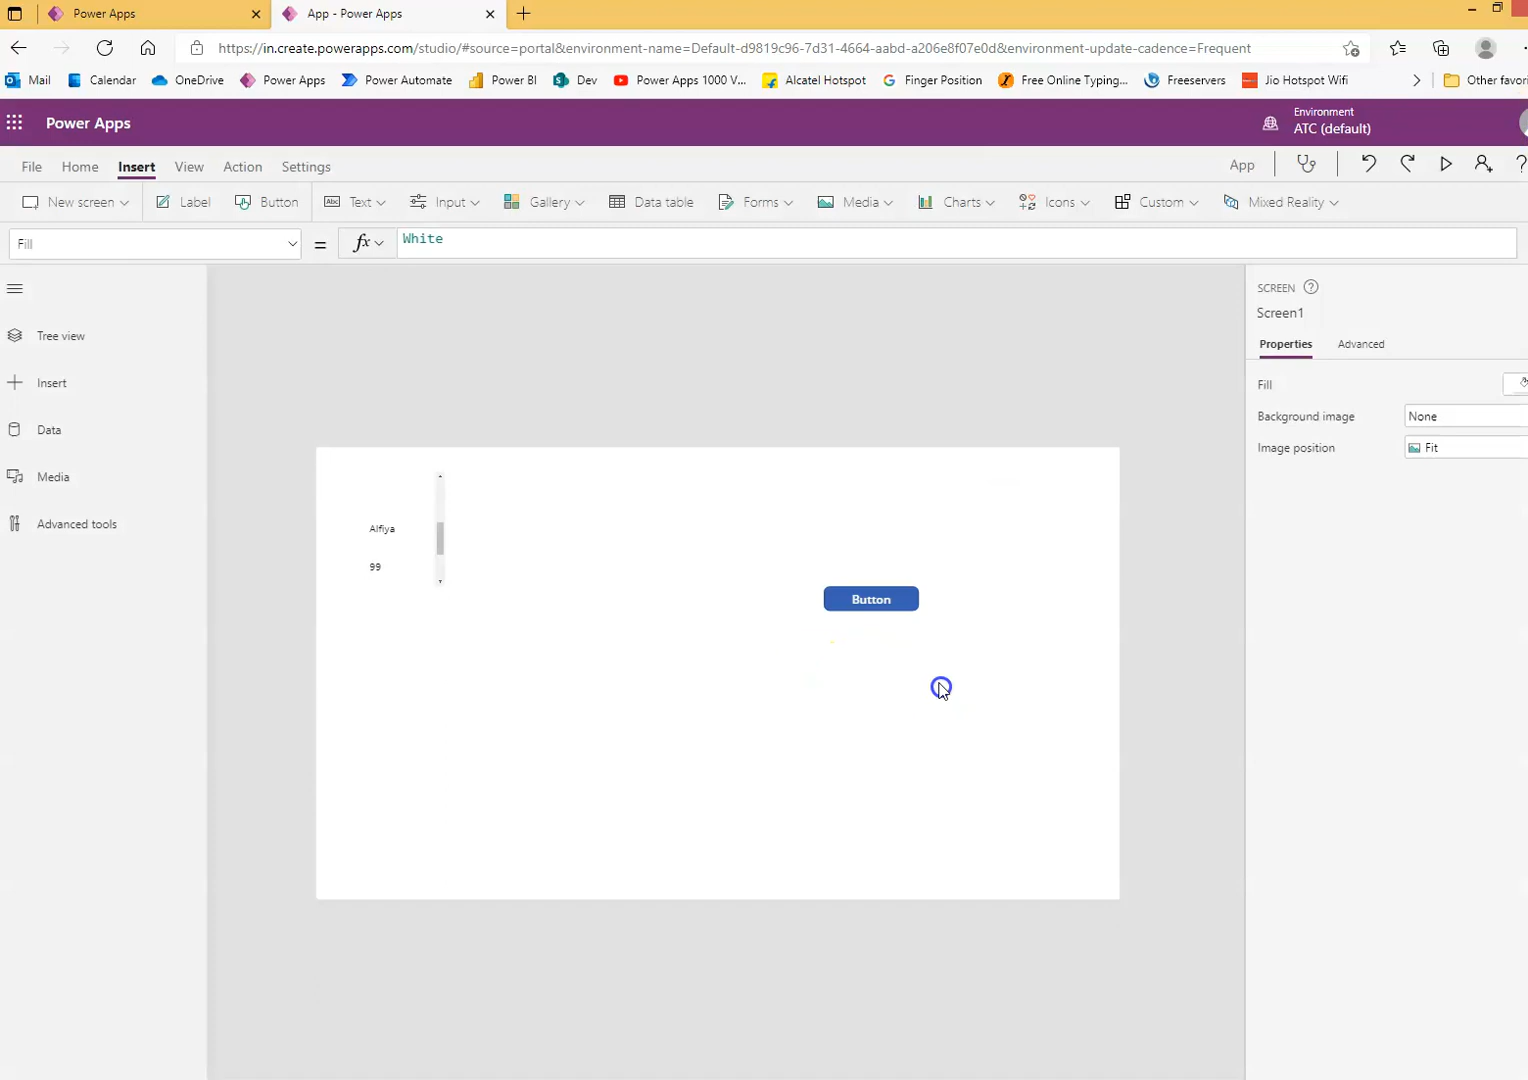 Power Apps
App - Power Apps
https://in.create.powerapps.com/studio/#source=portal&environment-name=Default-d9819c96-7d31-4664-aabd-a206e8f07e0d&environment-update-cadence=Frequent
Mail Calendar OneDrive Power Apps Power Automate Power BI Dev Power Apps 1000 V... Alcatel Hotspot Finger Position Free Online Typing... Freeservers Jio Hotspot Wifi Other favori
Power Apps
Environment
ATC (default)
File Home Insert View Action Settings App
New screen Label Button Abc Text Input Gallery Data table Forms Media Charts Icons Custom Mixed Reality
Fill = fx White
SCREEN
Screen1
Tree view
Properties Advanced
Insert
Fill
Background image None
Data
Image position Fit
Media
Advanced tools
Alfiya
99
Button